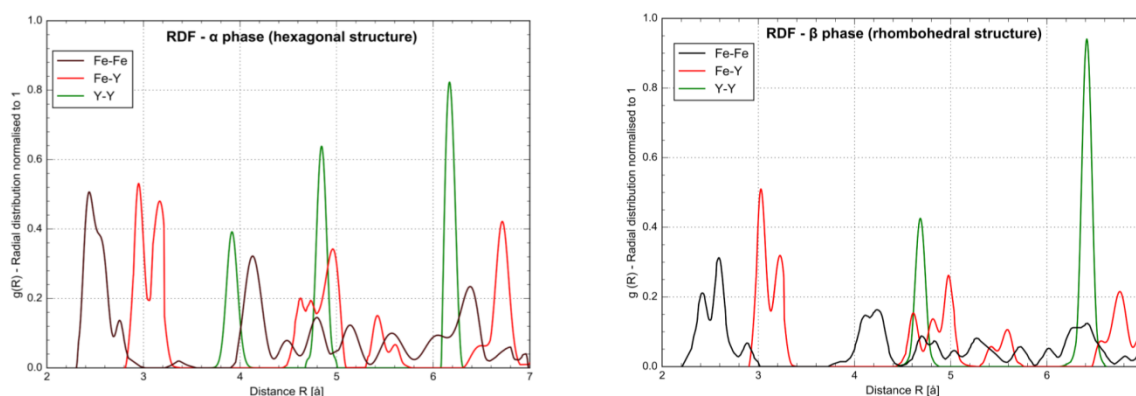 RDF - α phase (hexagonal structure)
Fe-Fe
Fe-Y
Y-Y
g(R) - Radial distribution normalised to 1
1.0
0.8
0.6
0.4
0.2
0.0
2
3
4
5
6
7
Distance R [à]
RDF - β phase (rhombohedral structure)
Fe-Fe
Fe-Y
Y-Y
g (R) - Radial distribution normalised to 1
1.0
0.8
0.6
0.4
0.2
0.0
2
3
4
5
6
Distance R [à]